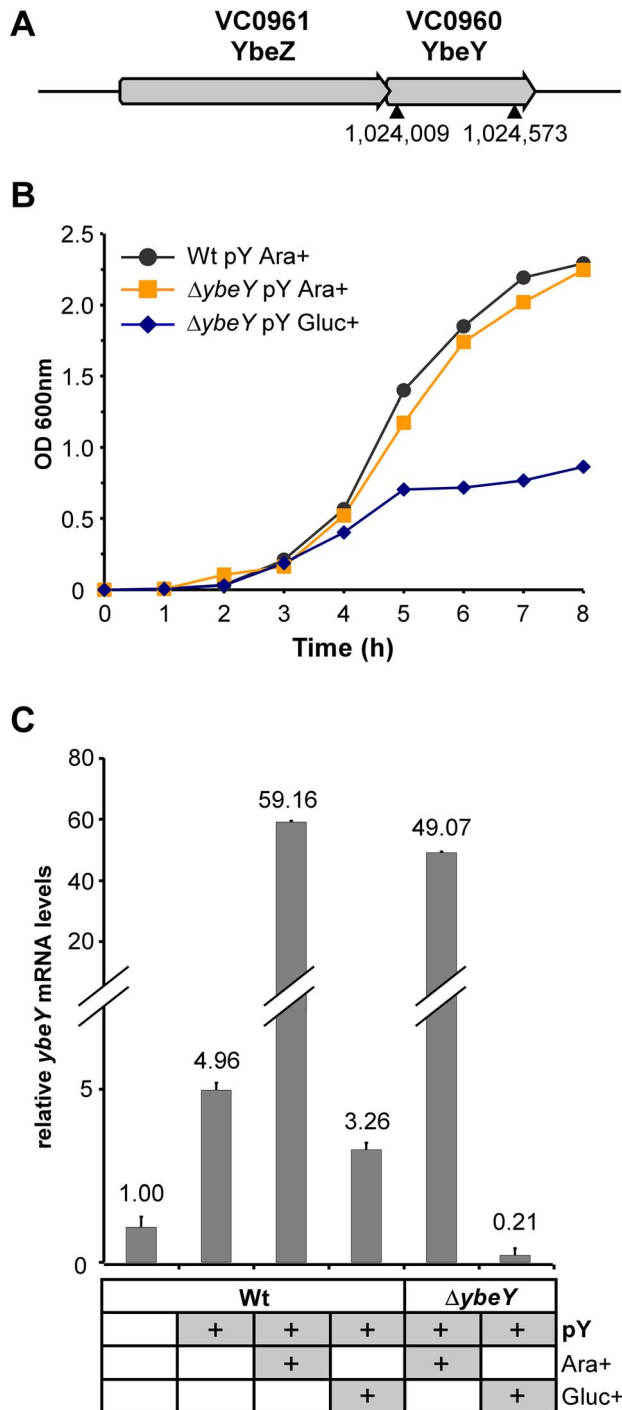 A
VC0961 VC0960
YbeZ YbeY
1,024,009 1,024,573
B
2.5
2.0
1.5
1.0
0.5
0
OD 600nm
Wt pY Ara+
ΔybeY pY Ara+
ΔybeY pY Gluc+
0 1 2 3 4 5 6 7 8
Time (h)
C
relative ybeY mRNA levels
80
60
40
20
5
0
1.00
4.96
59.16
3.26
49.07
0.21
Wt ΔybeY
+ + + + + pY
+ + Ara+
+ + Gluc+